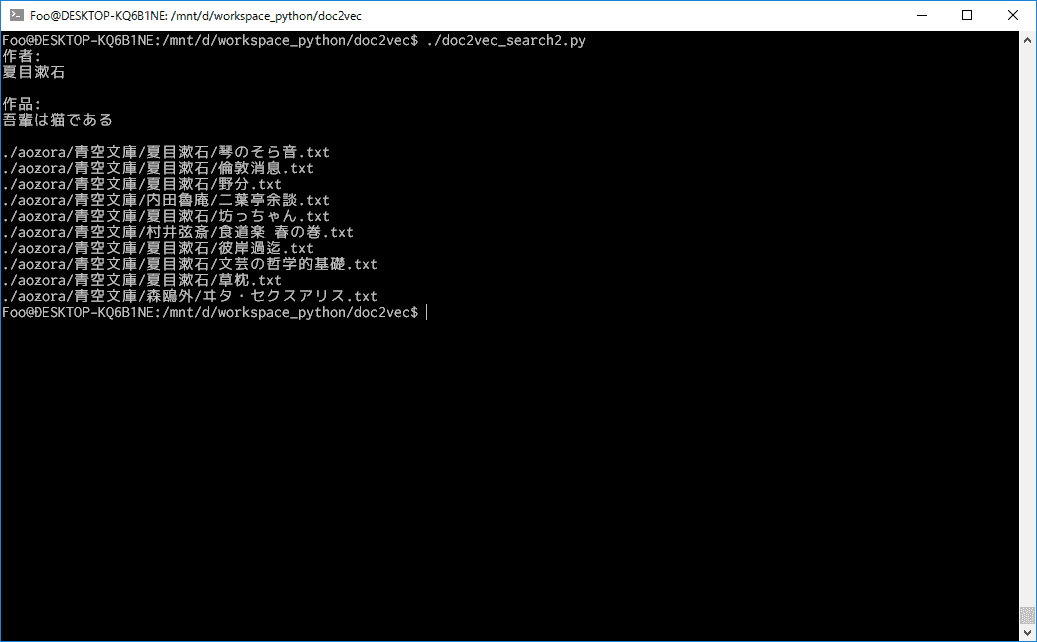 Foo@DESKTOP-KQ6B1NE: /mnt/d/workspace_python/doc2vec
Foo@DESKTOP-KQ6B1NE:/mnt/d/workspace_python/doc2vec$ ./doc2vec_search2.py
作者:
夏目漱石
作品:
吾輩は猫である
./aozora/青空文庫/夏目漱石/琴のそら音.txt
./aozora/青空文庫/夏目漱石/倫敦消息.txt
./aozora/青空文庫/夏目漱石/野分.txt
./aozora/青空文庫/内田魯庵/二葉亭余談.txt
./aozora/青空文庫/夏目漱石/坊っちゃん.txt
./aozora/青空文庫/村井弦斎/食道楽 春の巻.txt
./aozora/青空文庫/夏目漱石/彼岸過迄.txt
./aozora/青空文庫/夏目漱石/文芸の哲学的基礎.txt
./aozora/青空文庫/夏目漱石/草枕.txt
./aozora/青空文庫/森鴎外/ヰタ・セクスアリス.txt
Foo@DESKTOP-KQ6B1NE:/mnt/d/workspace_python/doc2vec$